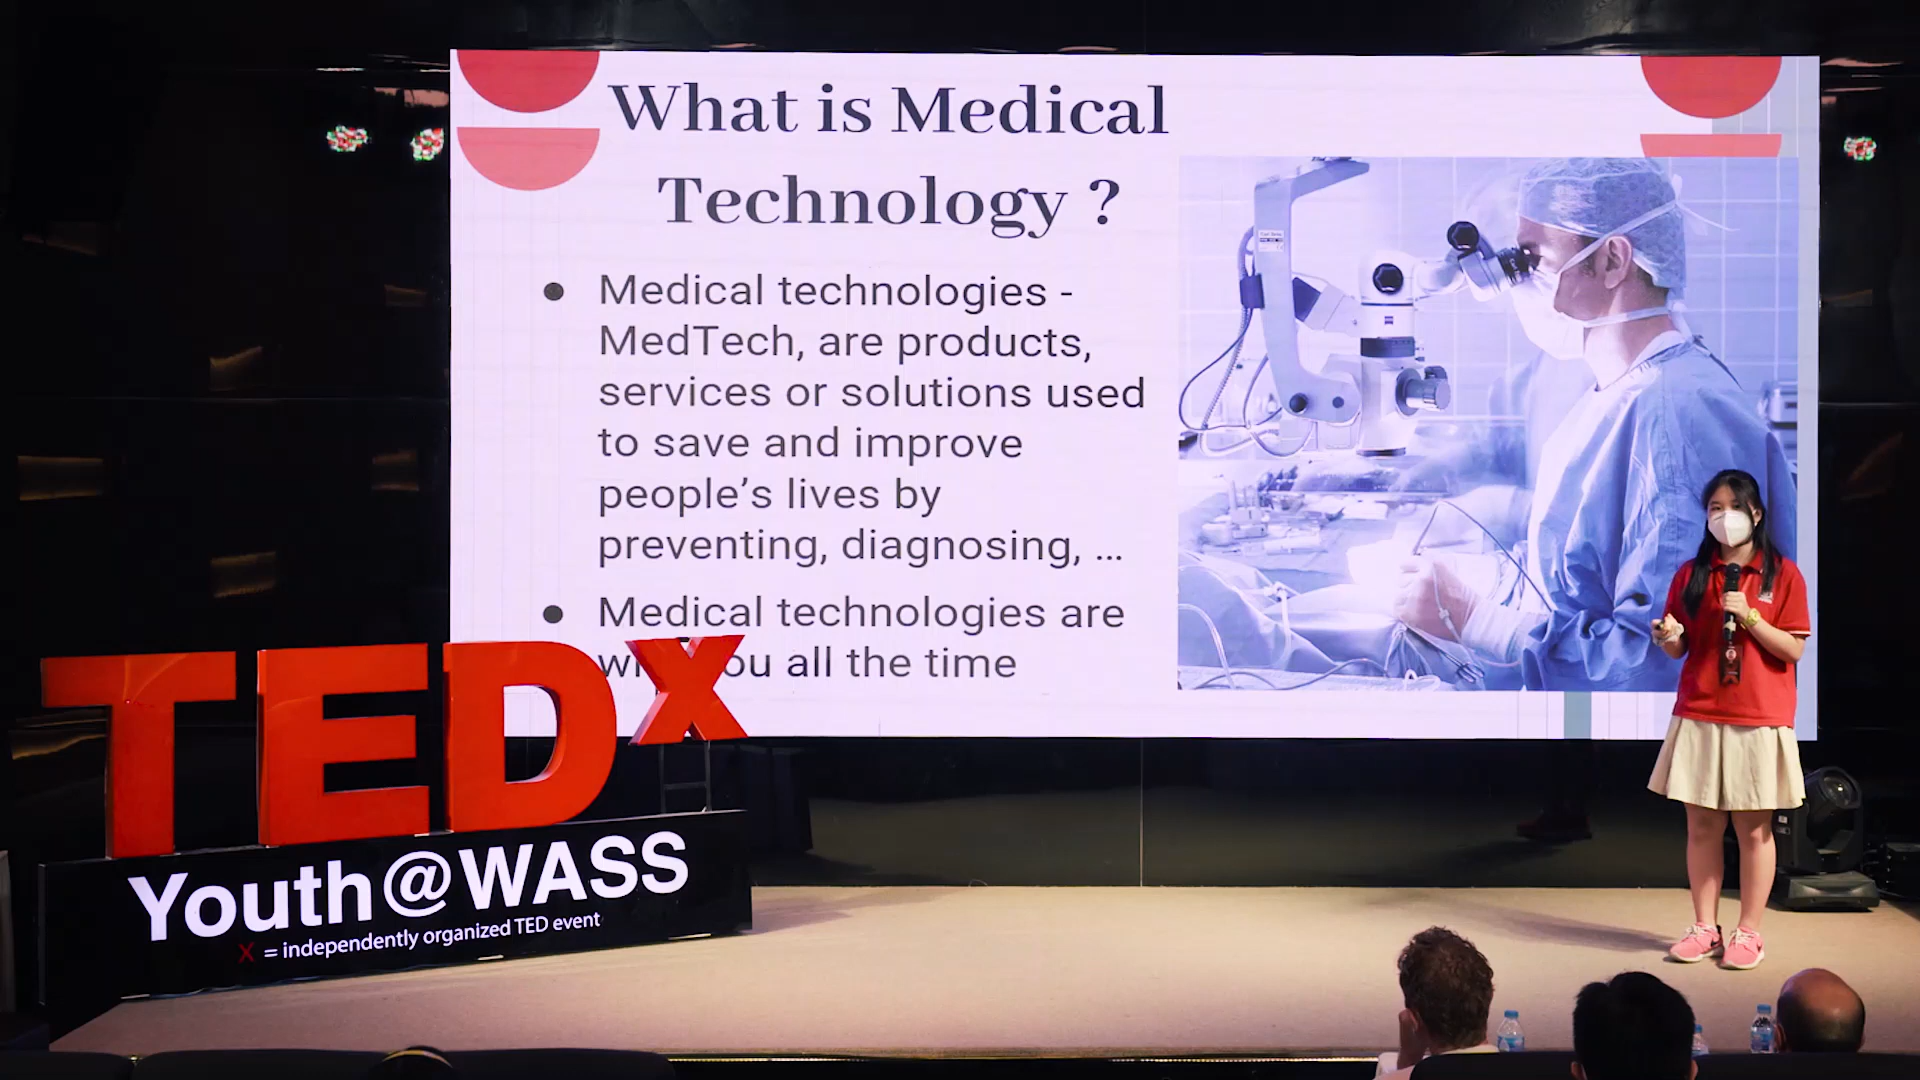 What is Medical
Technology ?
● Medical technologies -
MedTech, are products,
services or solutions used
to save and improve
people’s lives by
preventing, diagnosing, ...
● Medical technologies are
ou all the time
TEDx
Youth@WASS
X = independently organized TED event